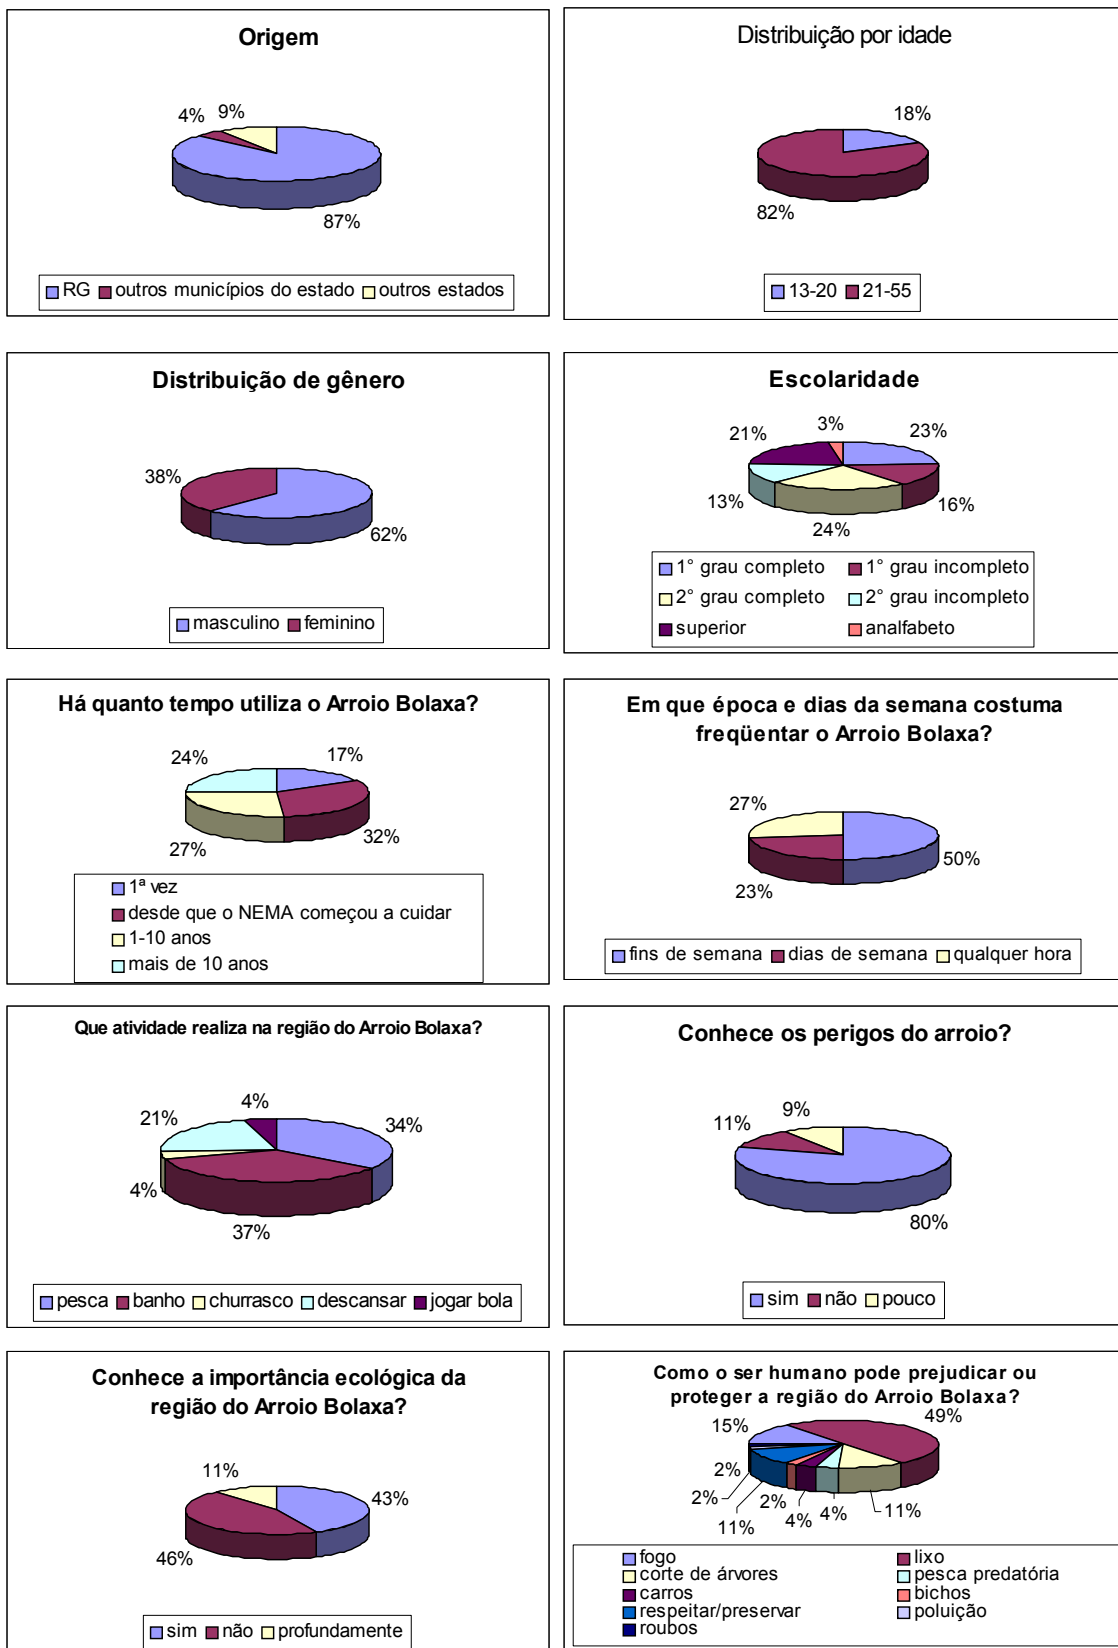 Origem
4%
9%
87%
RG outros municípios do estado outros estados
Distribuição por idade
18%
82%
13-20 21-55
Distribuição de gênero
38%
62%
masculino feminino
Escolaridade
21%
3%
23%
13%
16%
24%
1° grau completo 1° grau incompleto
2° grau completo 2° grau incompleto
superior analfabeto
Há quanto tempo utiliza o Arroio Bolaxa?
24%
17%
27%
32%
1ª vez
desde que o NEMA começou a cuidar
1-10 anos
mais de 10 anos
Em que época e dias da semana costuma
freqüentar o Arroio Bolaxa?
27%
50%
23%
fins de semana dias de semana qualquer hora
Que atividade realiza na região do Arroio Bolaxa?
4%
21%
34%
4%
37%
pesca banho churrasco descansar jogar bola
Conhece os perigos do arroio?
11%
9%
80%
sim não pouco
Conhece a importância ecológica da
região do Arroio Bolaxa?
11%
43%
46%
sim não profundamente
Como o ser humano pode prejudicar ou
proteger a região do Arroio Bolaxa?
15%
49%
2%
2%
11%
2%
4%
4%
11%
fogo lixo
corte de árvores pesca predatória
carros bichos
respeitar/preservar poluição
roubos